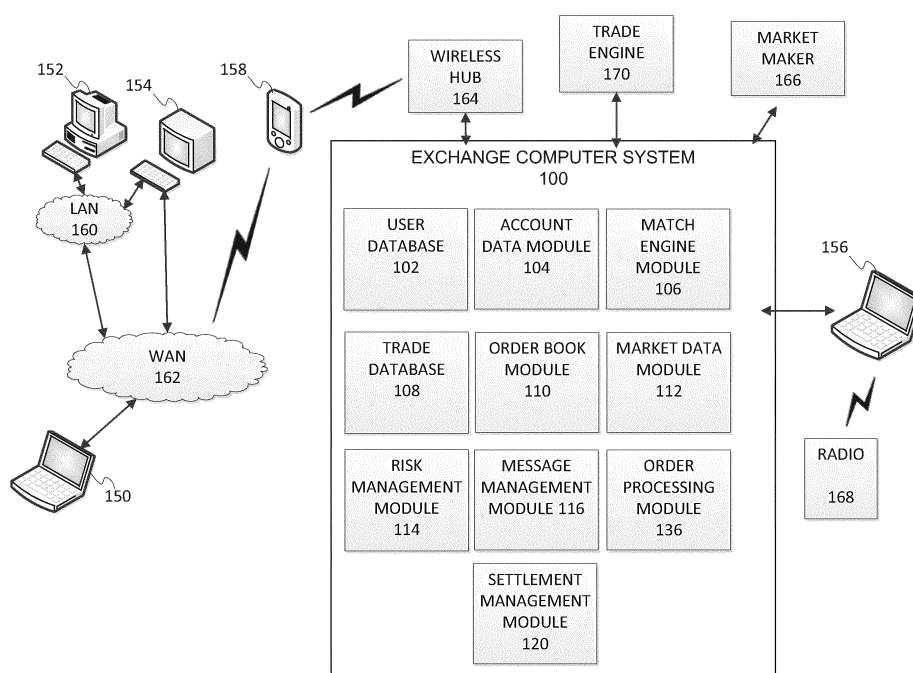 152
154
158
WIRELESS
HUB
164
TRADE
ENGINE
170
MARKET
MAKER
166
LAN
160
WAN
162
150
EXCHANGE COMPUTER SYSTEM
100
USER
DATABASE
102
ACCOUNT
DATA MODULE
104
MATCH
ENGINE
MODULE
106
TRADE
DATABASE
108
ORDER BOOK
MODULE
110
MARKET DATA
MODULE
112
RISK
MANAGEMENT
MODULE
114
MESSAGE
MANAGEMENT
MODULE 116
ORDER
PROCESSING
MODULE
136
SETTLEMENT
MANAGEMENT
MODULE
120
156
RADIO
168